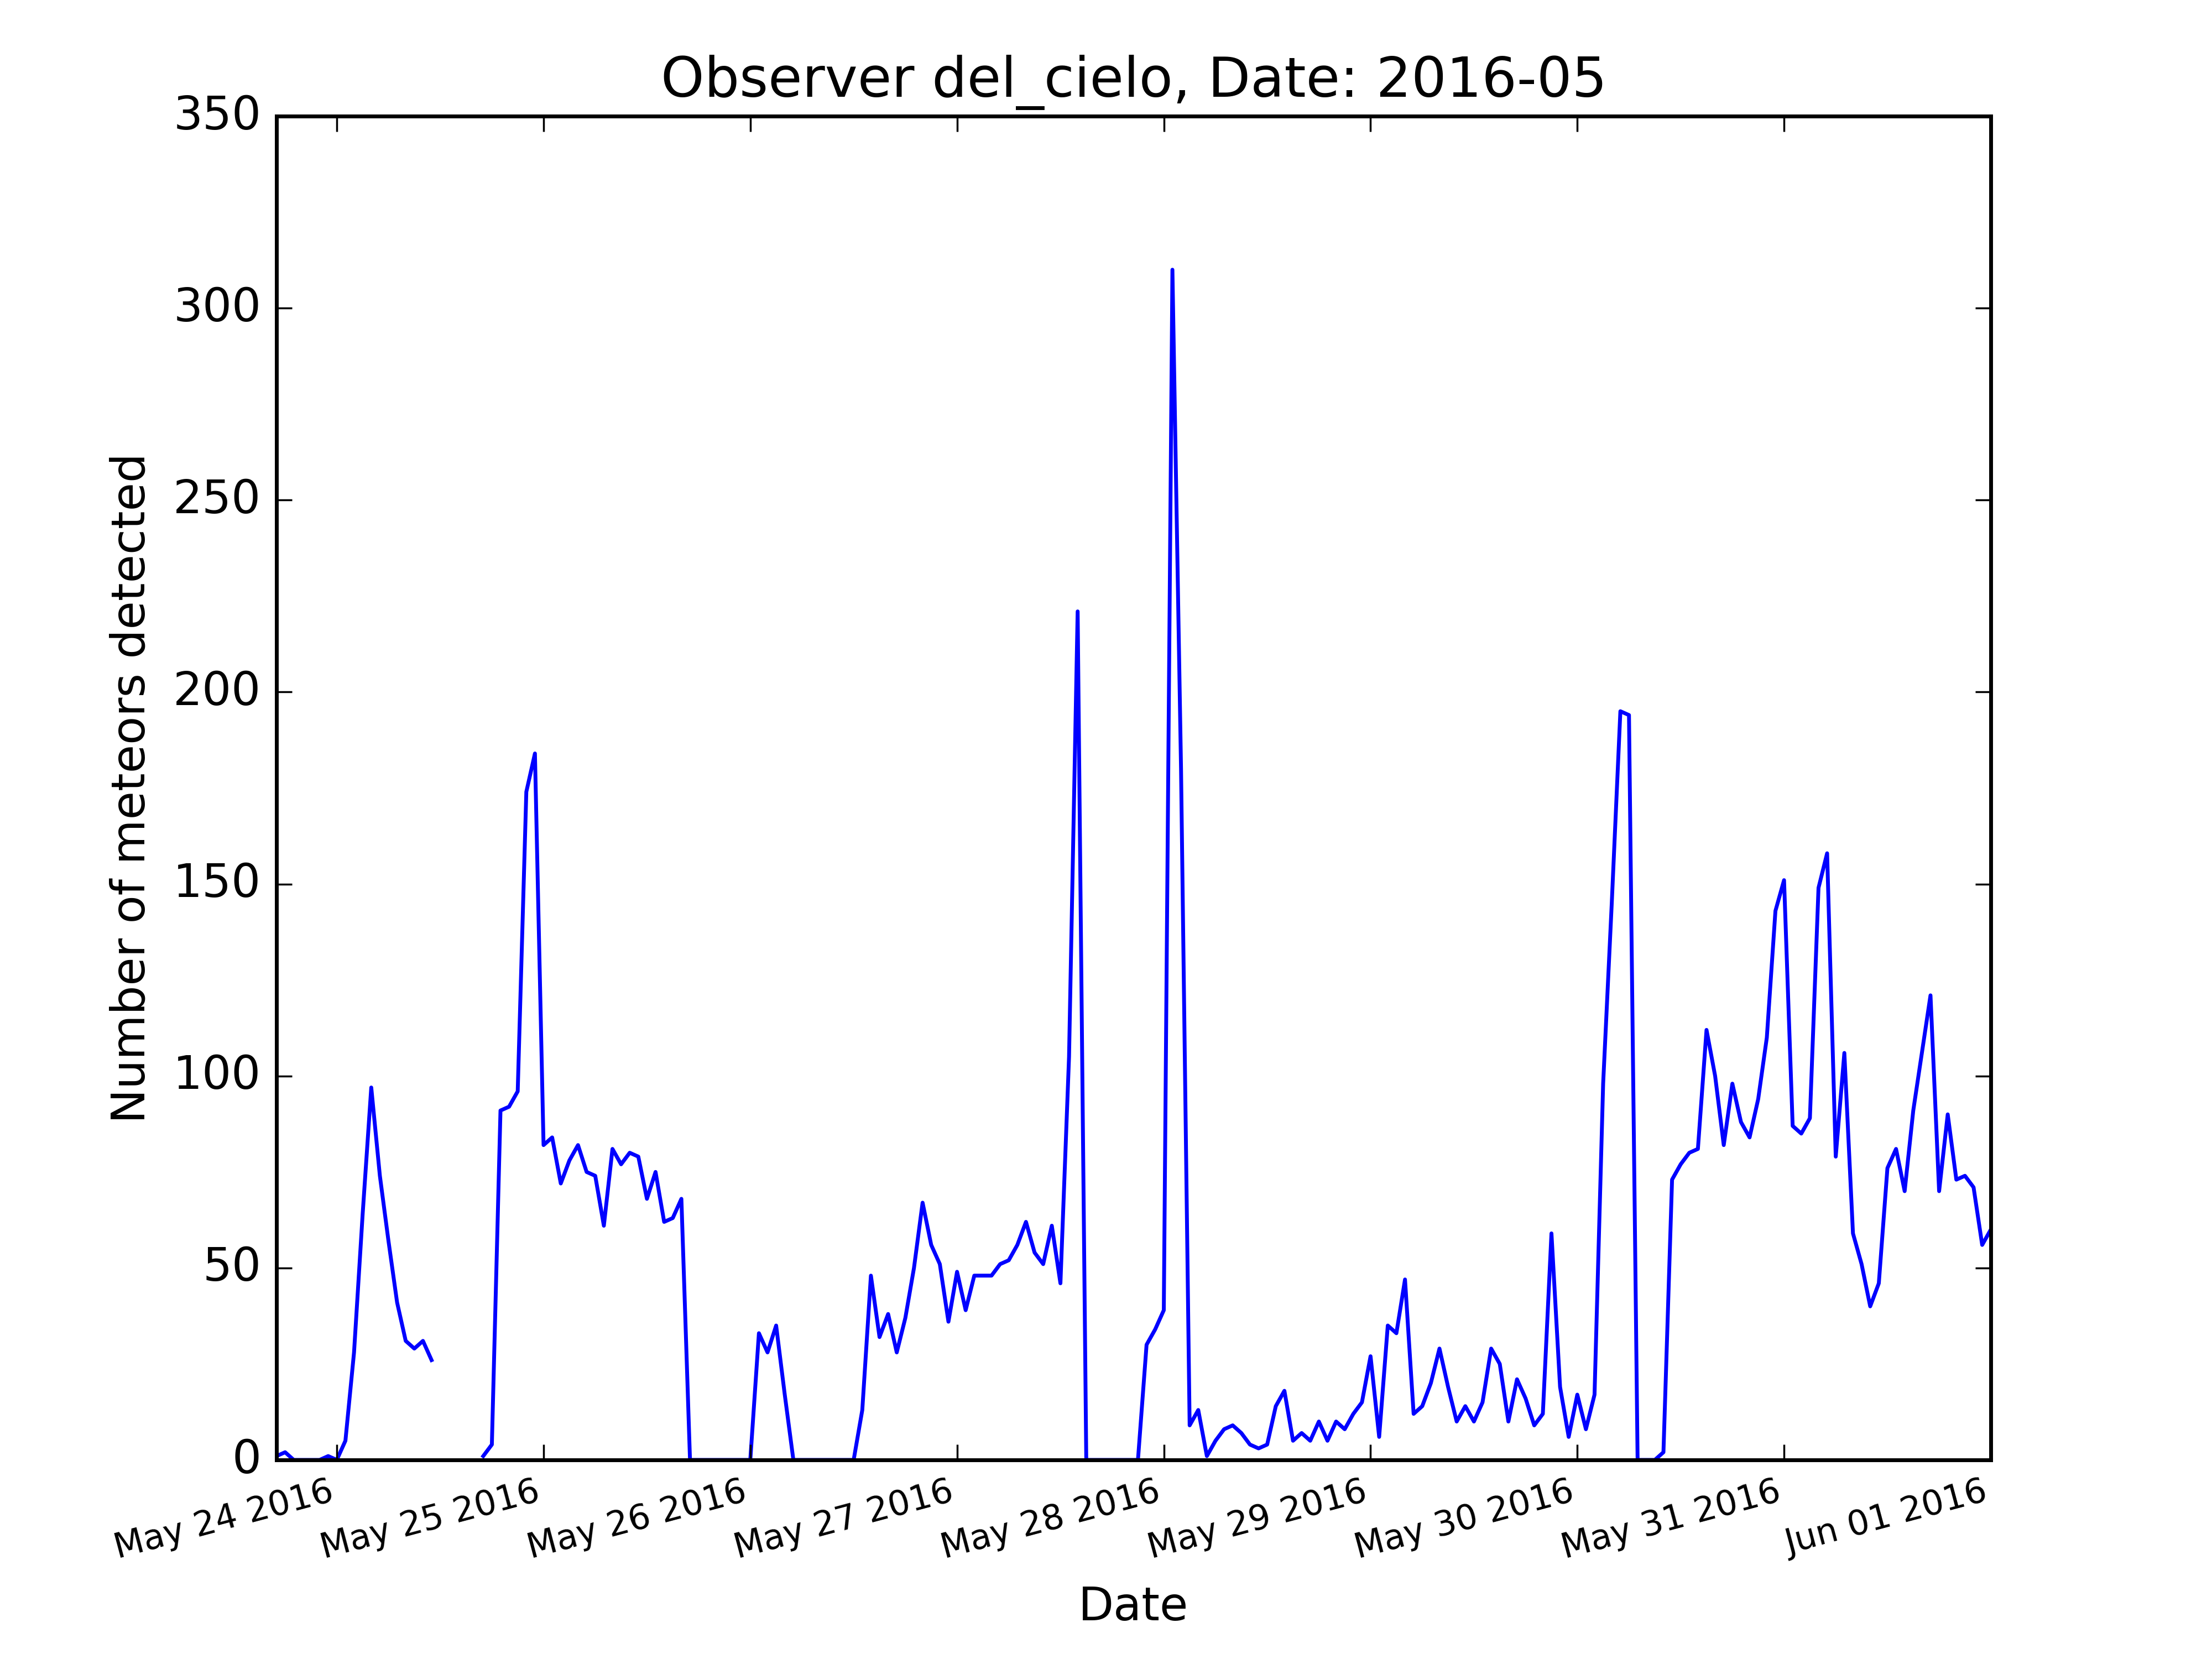 Observer del_cielo, Date: 2016-05
350
300
250
200
150
100
50
0
Number of meteors detected
May 24 2016
May 25 2016
May 26 2016
May 27 2016
May 28 2016
May 29 2016
May 30 2016
May 31 2016
Jun 01 2016
Date